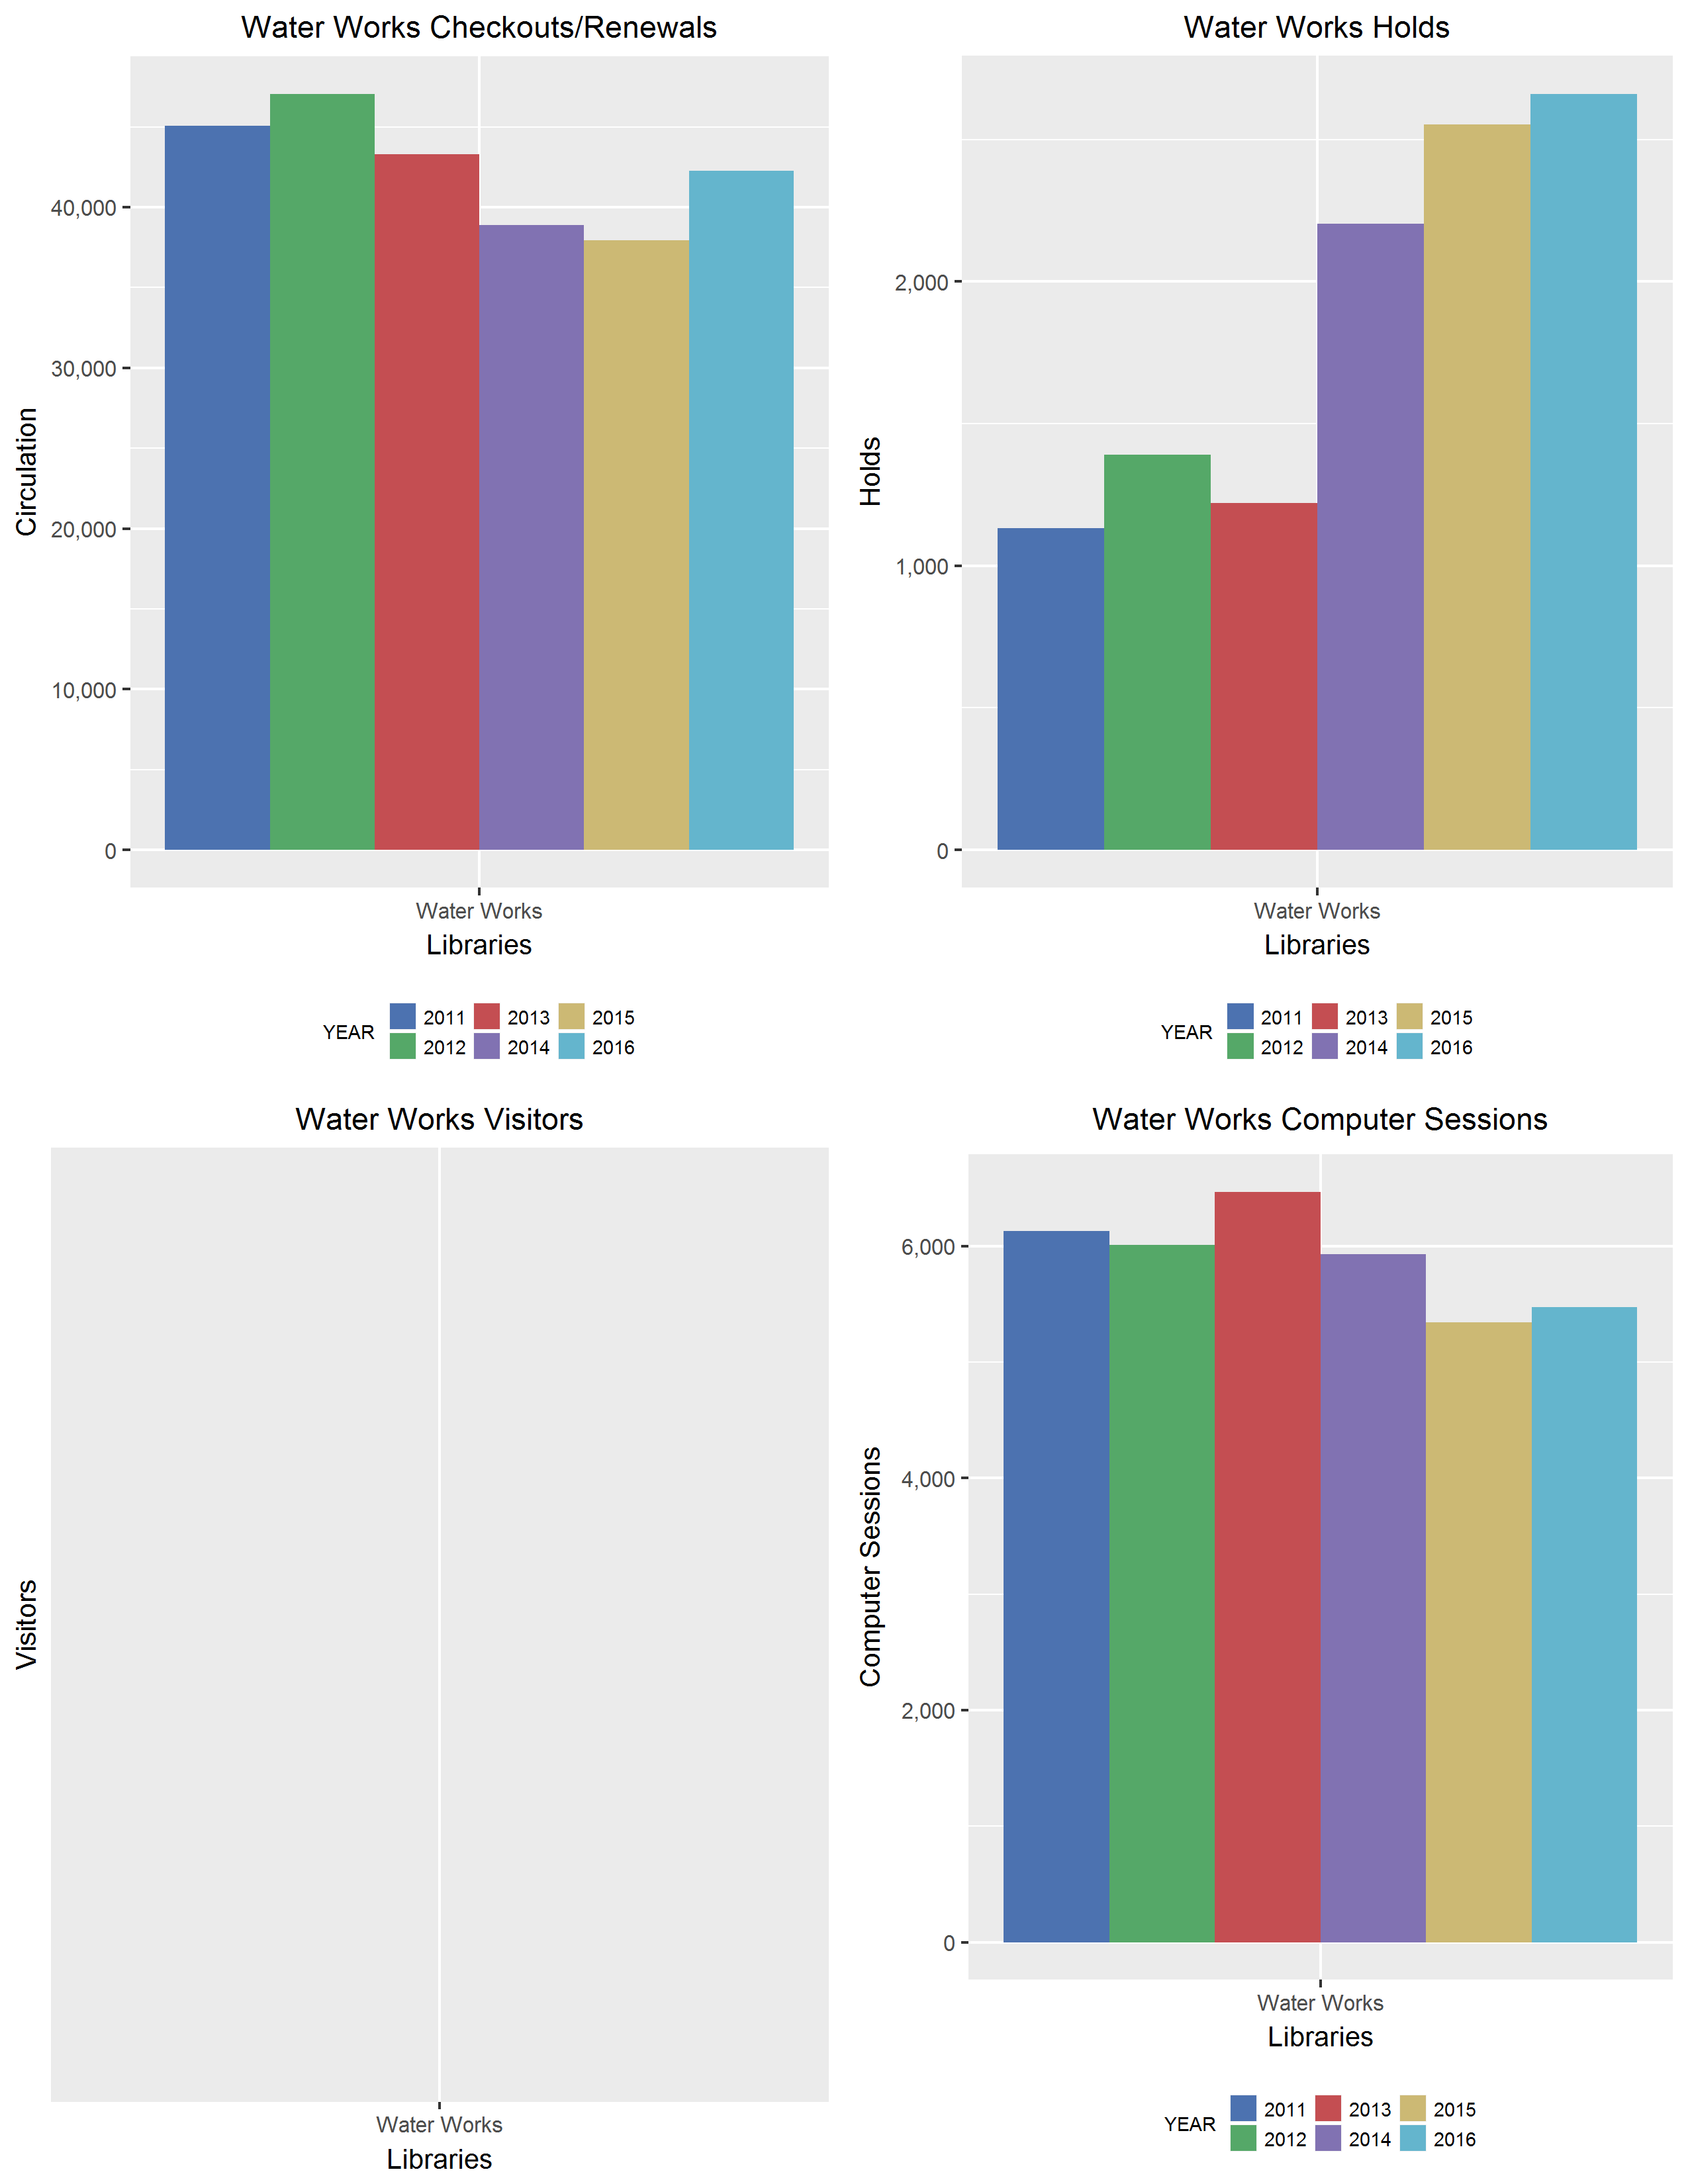 Water Works Checkouts/Renewals
Circulation
40,000
30,000
20,000
10,000
0
Water Works
Libraries
YEAR 2011 2013 2015
2012 2014 2016
Water Works Holds
Holds
2,000
1,000
0
Water Works
Libraries
YEAR 2011 2013 2015
2012 2014 2016
Water Works Visitors
Visitors
Water Works
Libraries
Water Works Computer Sessions
Computer Sessions
6,000
4,000
2,000
0
Water Works
Libraries
YEAR 2011 2013 2015
2012 2014 2016